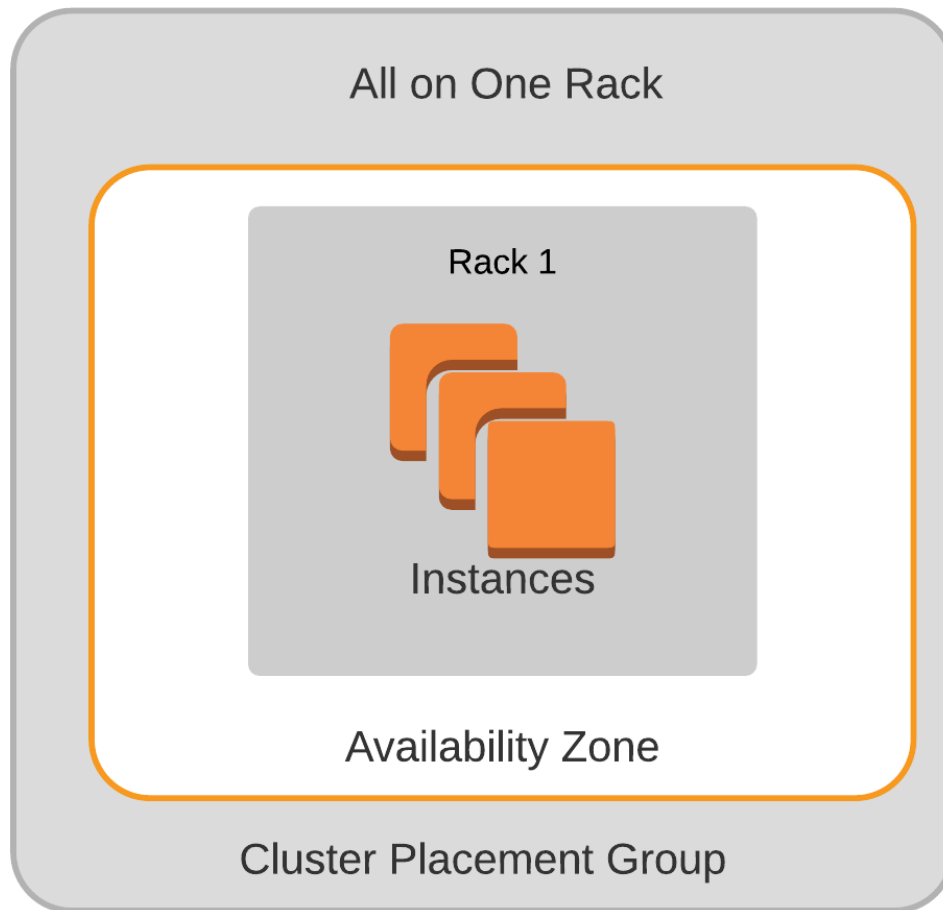 All on One Rack
Rack 1
Instances
Availability Zone
Cluster Placement Group